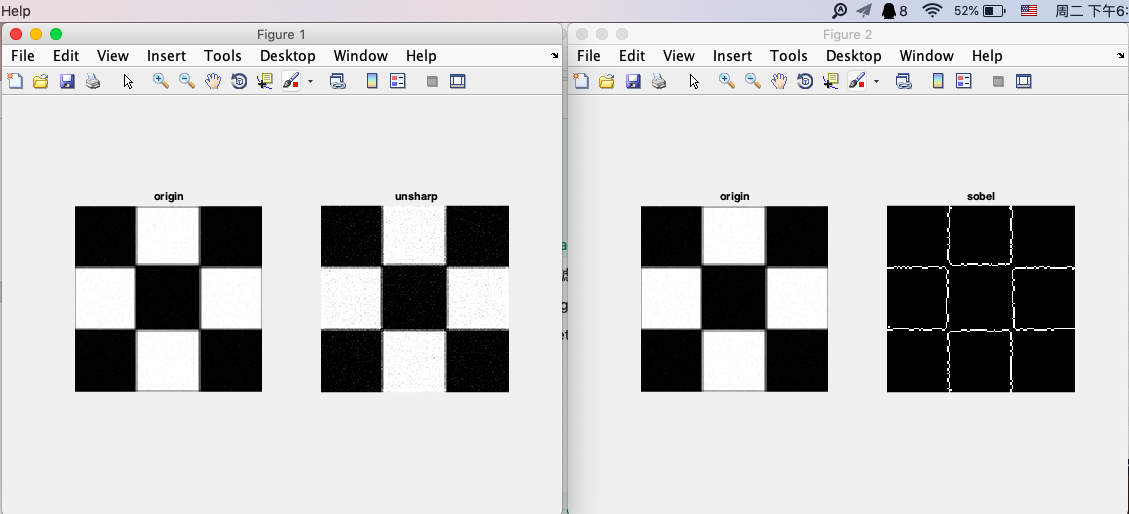 Help
8
52%
周二 下午6:
Figure 1
File Edit View Insert Tools Desktop Window Help
origin
unsharp
Figure 2
File Edit View Insert Tools Desktop Window Help
origin
sobel